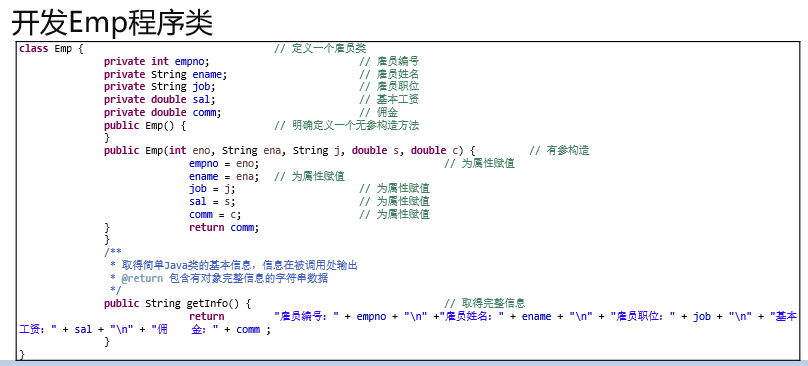 开发Emp程序类
class Emp { // 定义一个雇员类
private int empno; // 雇员编号
private String ename; // 雇员姓名
private String job; // 雇员职位
private double sal; // 基本工资
private double comm; // 佣金
public Emp() { // 明确定义一个无参构造方法
}
public Emp(int eno, String ena, String j, double s, double c) { // 有参构造
empno = eno; // 为属性赋值
ename = ena; // 为属性赋值
job = j; // 为属性赋值
sal = s; // 为属性赋值
comm = c; // 为属性赋值
} return comm;
}
/**
* 取得简单Java类的基本信息，信息在被调用处输出
* @return 包含有对象完整信息的字符串数据
*/
public String getInfo() { // 取得完整信息
return "雇员编号：" + empno + "\n" +"雇员姓名：" + ename + "\n" + "雇员职位：" + job + "\n" + "基本
工资：" + sal + "\n" + "佣 金：" + comm ;
}
}